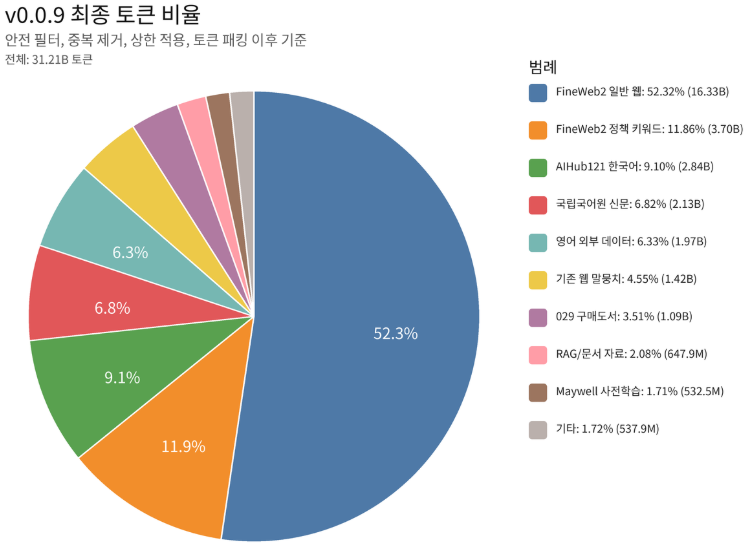 v0.0.9 최종 토큰 비율
안전 필터, 중복 제거, 상한 적용, 토큰 패킹 이후 기준
전체: 31.21B 토큰
범례
FineWeb2 일반 웹: 52.32% (16.33B)
FineWeb2 정책 키워드: 11.86% (3.70B)
AIHub121 한국어: 9.10% (2.84B)
국립국어원 신문: 6.82% (2.13B)
영어 외부 데이터: 6.33% (1.97B)
기존 웹 말뭉치: 4.55% (1.42B)
029 구매도서: 3.51% (1.09B)
RAG/문서 자료: 2.08% (647.9M)
Maywell 사전학습: 1.71% (532.5M)
기타: 1.72% (537.9M)
52.3%
11.9%
9.1%
6.8%
6.3%